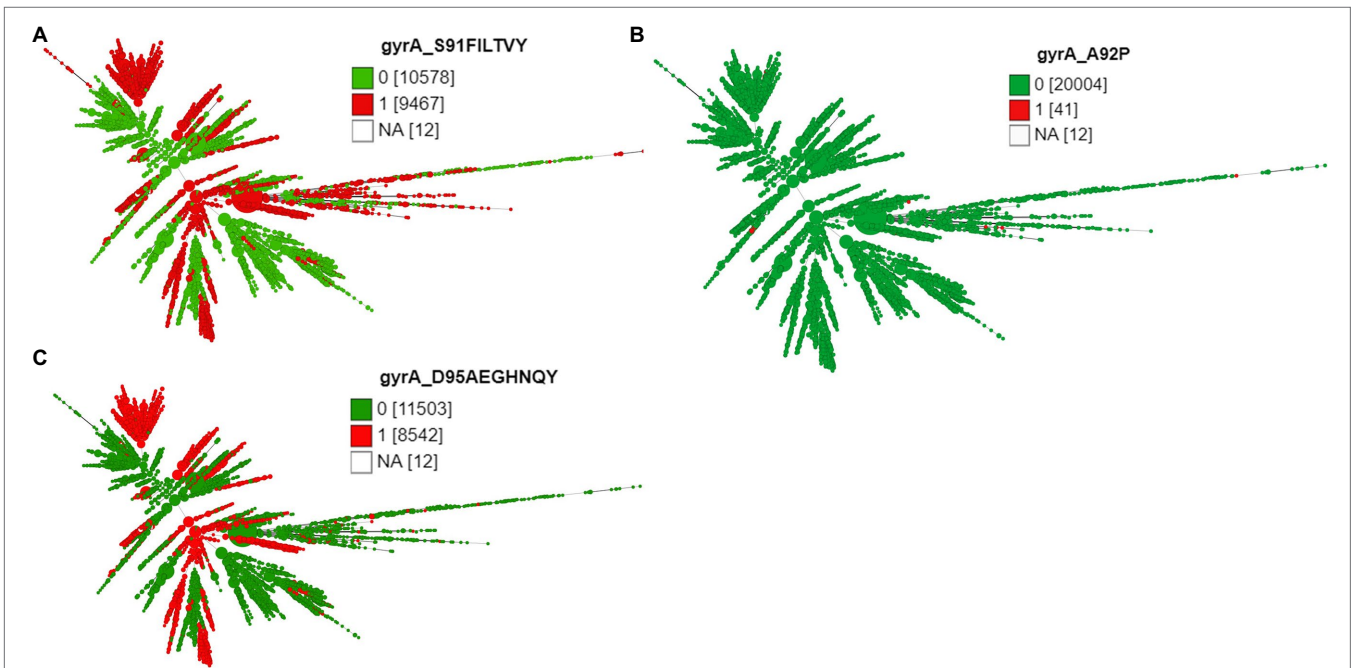 A
gyrA_S91FILTVY
0 [10578]
1 [9467]
NA [12]
B
gyrA_A92P
0 [20004]
1 [41]
NA [12]
C
gyrA_D95AEGHNQY
0 [11503]
1 [8542]
NA [12]